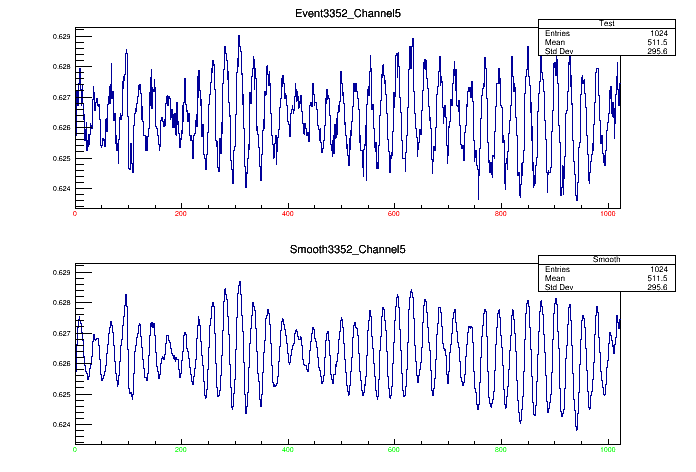 Event3352_Channel5
Test
Entries 1024
Mean 511.5
Std Dev 295.6
0.629
0.628
0.627
0.626
0.625
0.624
0 200 400 600 800 1000
Smooth3352_Channel5
Smooth
Entries 1024
Mean 511.5
Std Dev 295.6
0.629
0.628
0.627
0.626
0.625
0.624
0 200 400 600 800 1000